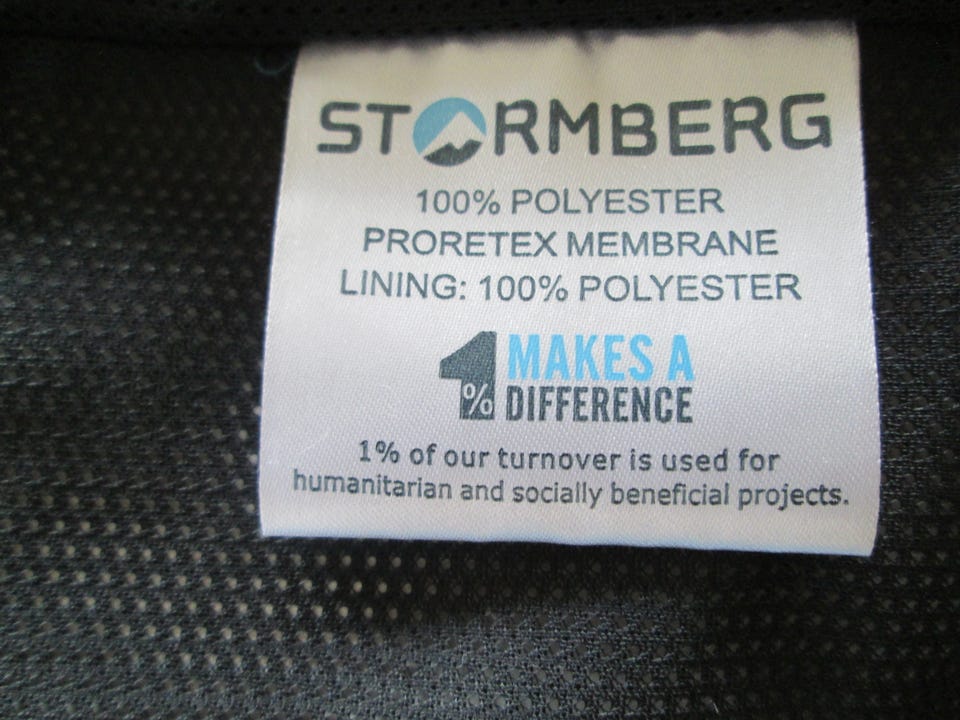 STORMBERG
100% POLYESTER
PRORETEX MEMBRANE
LINING: 100% POLYESTER
1% MAKES A
DIFFERENCE
1% of our turnover is used for
humanitarian and socially beneficial projects.